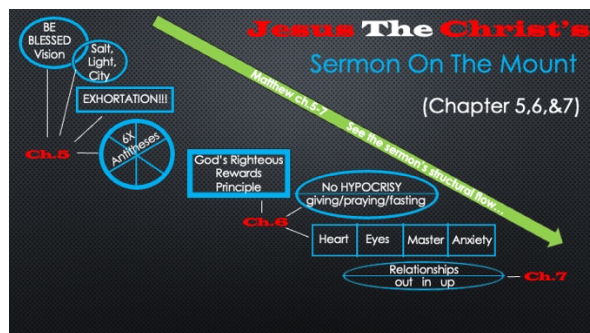 Jesus The Christ's
Sermon On The Mount
(Chapter 5,6,&7)
Matthew ch.5-7 See the sermon's structural flow...
BE
BLESSED
Vision
Salt,
Light,
City
EXHORTATION!!!
Ch.5
6X
Antitheses
God's Righteous
Rewards
Principle
No HYPOCRISY
giving/praying/fasting
Ch.6
Heart Eyes Master Anxiety
Relationships
out in up
Ch.7